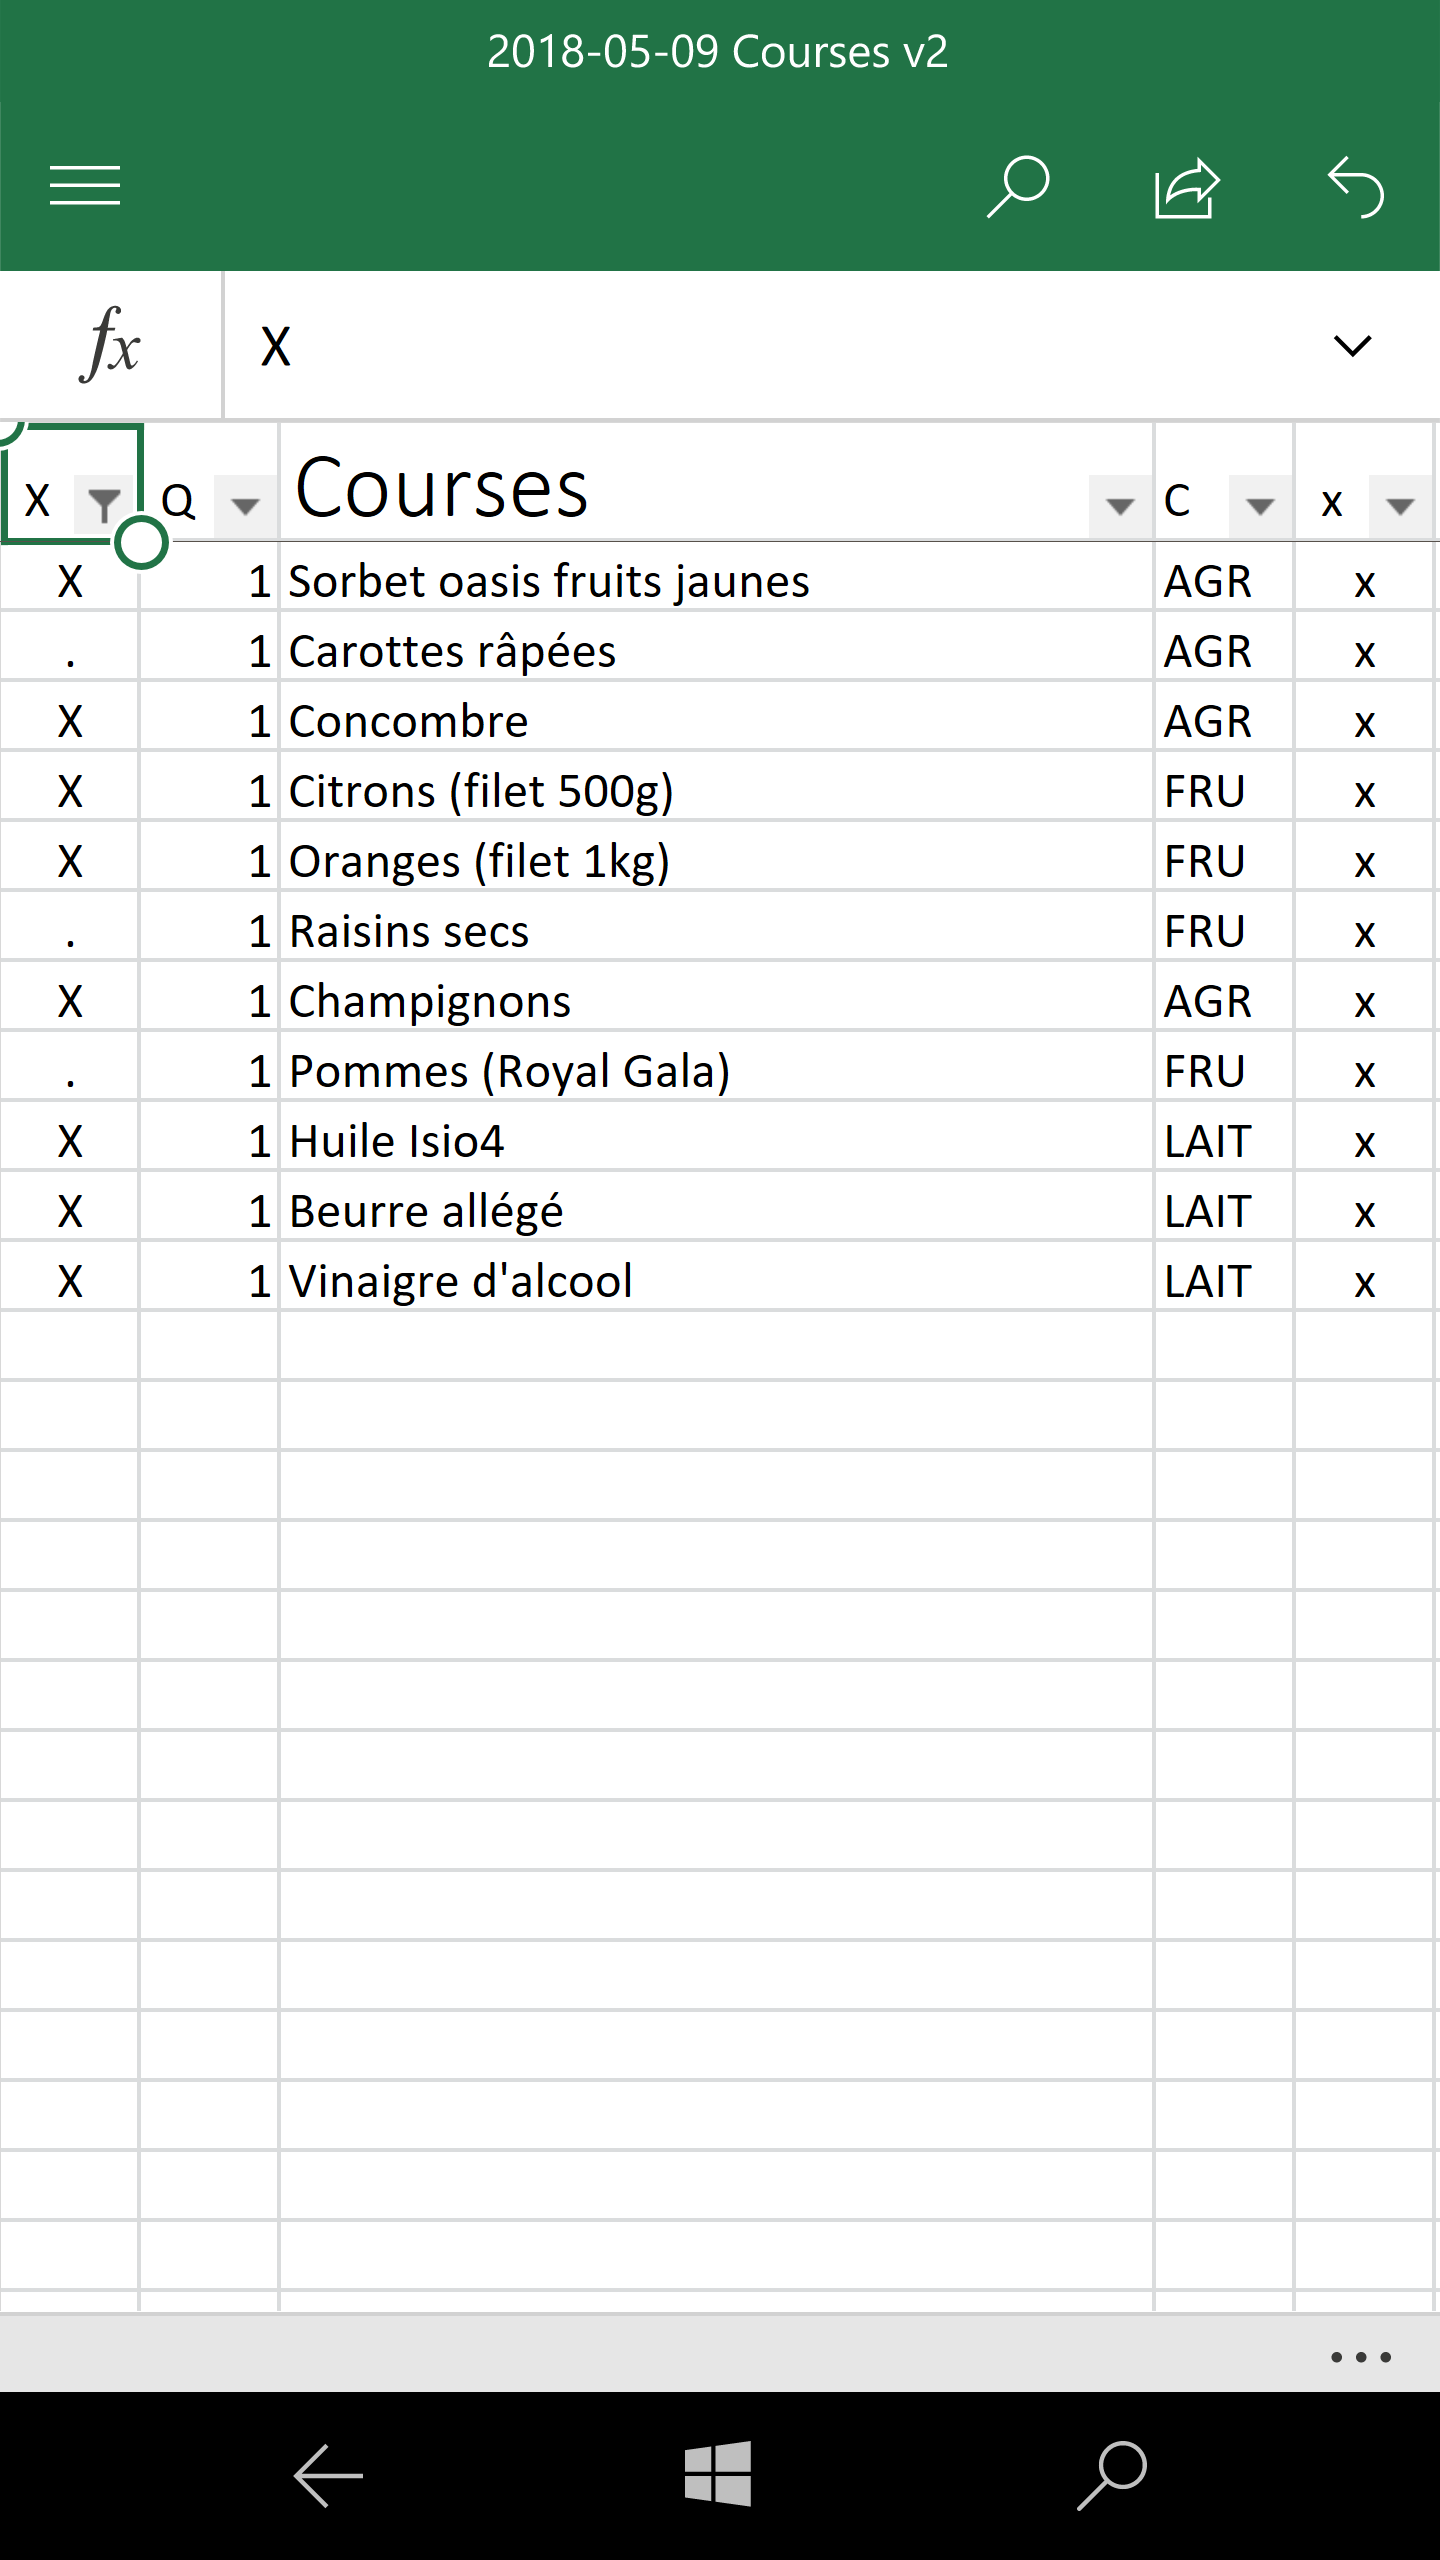 2018-05-09 Courses v2
fx X
X Q Courses C x
X 1 Sorbet oasis fruits jaunes AGR x
. 1 Carottes râpées AGR x
X 1 Concombre AGR x
X 1 Citrons (filet 500g) FRU x
X 1 Oranges (filet 1kg) FRU x
. 1 Raisins secs FRU x
X 1 Champignons AGR x
. 1 Pommes (Royal Gala) FRU x
X 1 Huile Isio4 LAIT x
X 1 Beurre allégé LAIT x
X 1 Vinaigre d'alcool LAIT x